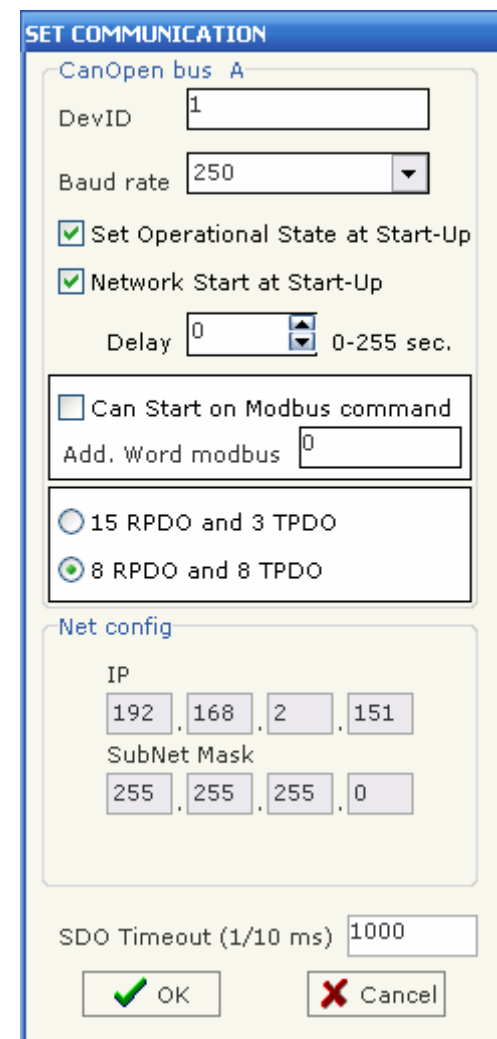 SET COMMUNICATION
CanOpen bus A
DevID 1
Baud rate 250
Set Operational State at Start-Up
Network Start at Start-Up
Delay 0 0-255 sec.
Can Start on Modbus command
Add. Word modbus 0
15 RPDO and 3 TPDO
8 RPDO and 8 TPDO
Net config
IP
192 . 168 . 2 . 151
SubNet Mask
255 . 255 . 255 . 0
SDO Timeout (1/10 ms) 1000
OK Cancel